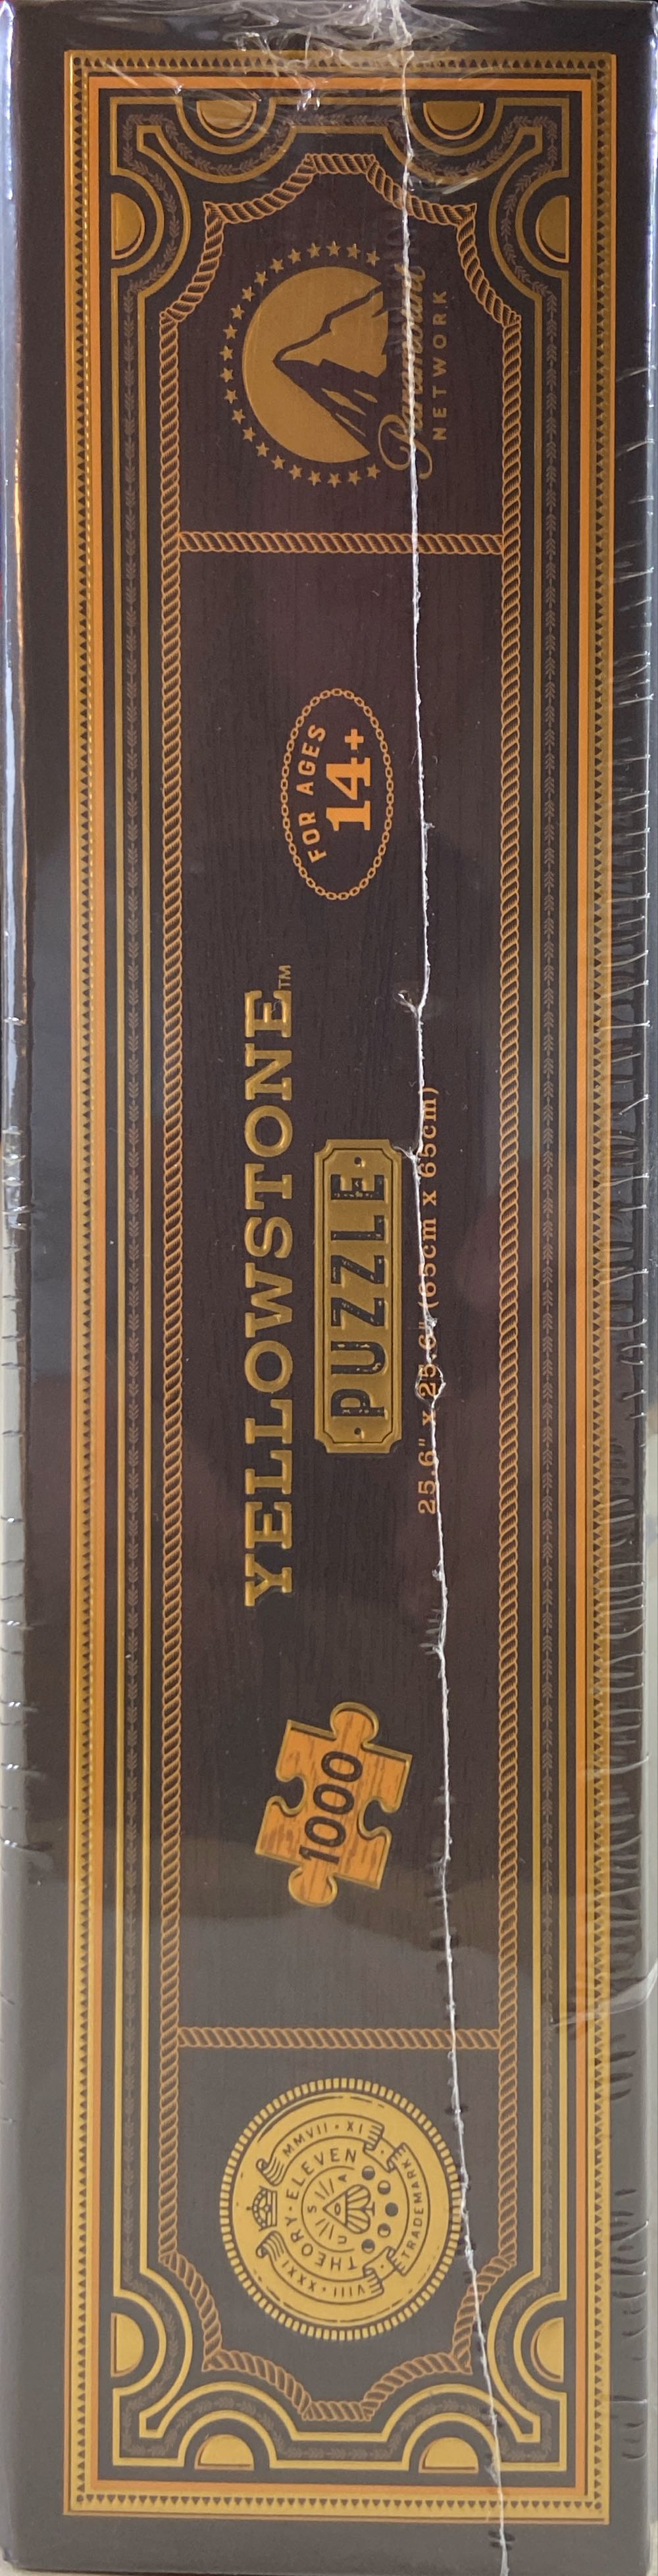 THEORY·ELEVEN
MMVII·XI
VIII·XXXI
TRADEMARK
S A C
1000
YELLOWSTONE™
PUZZLE
25.6" x 25.6" (65cm x 65cm)
FOR AGES
14+
Paramount
NETWORK